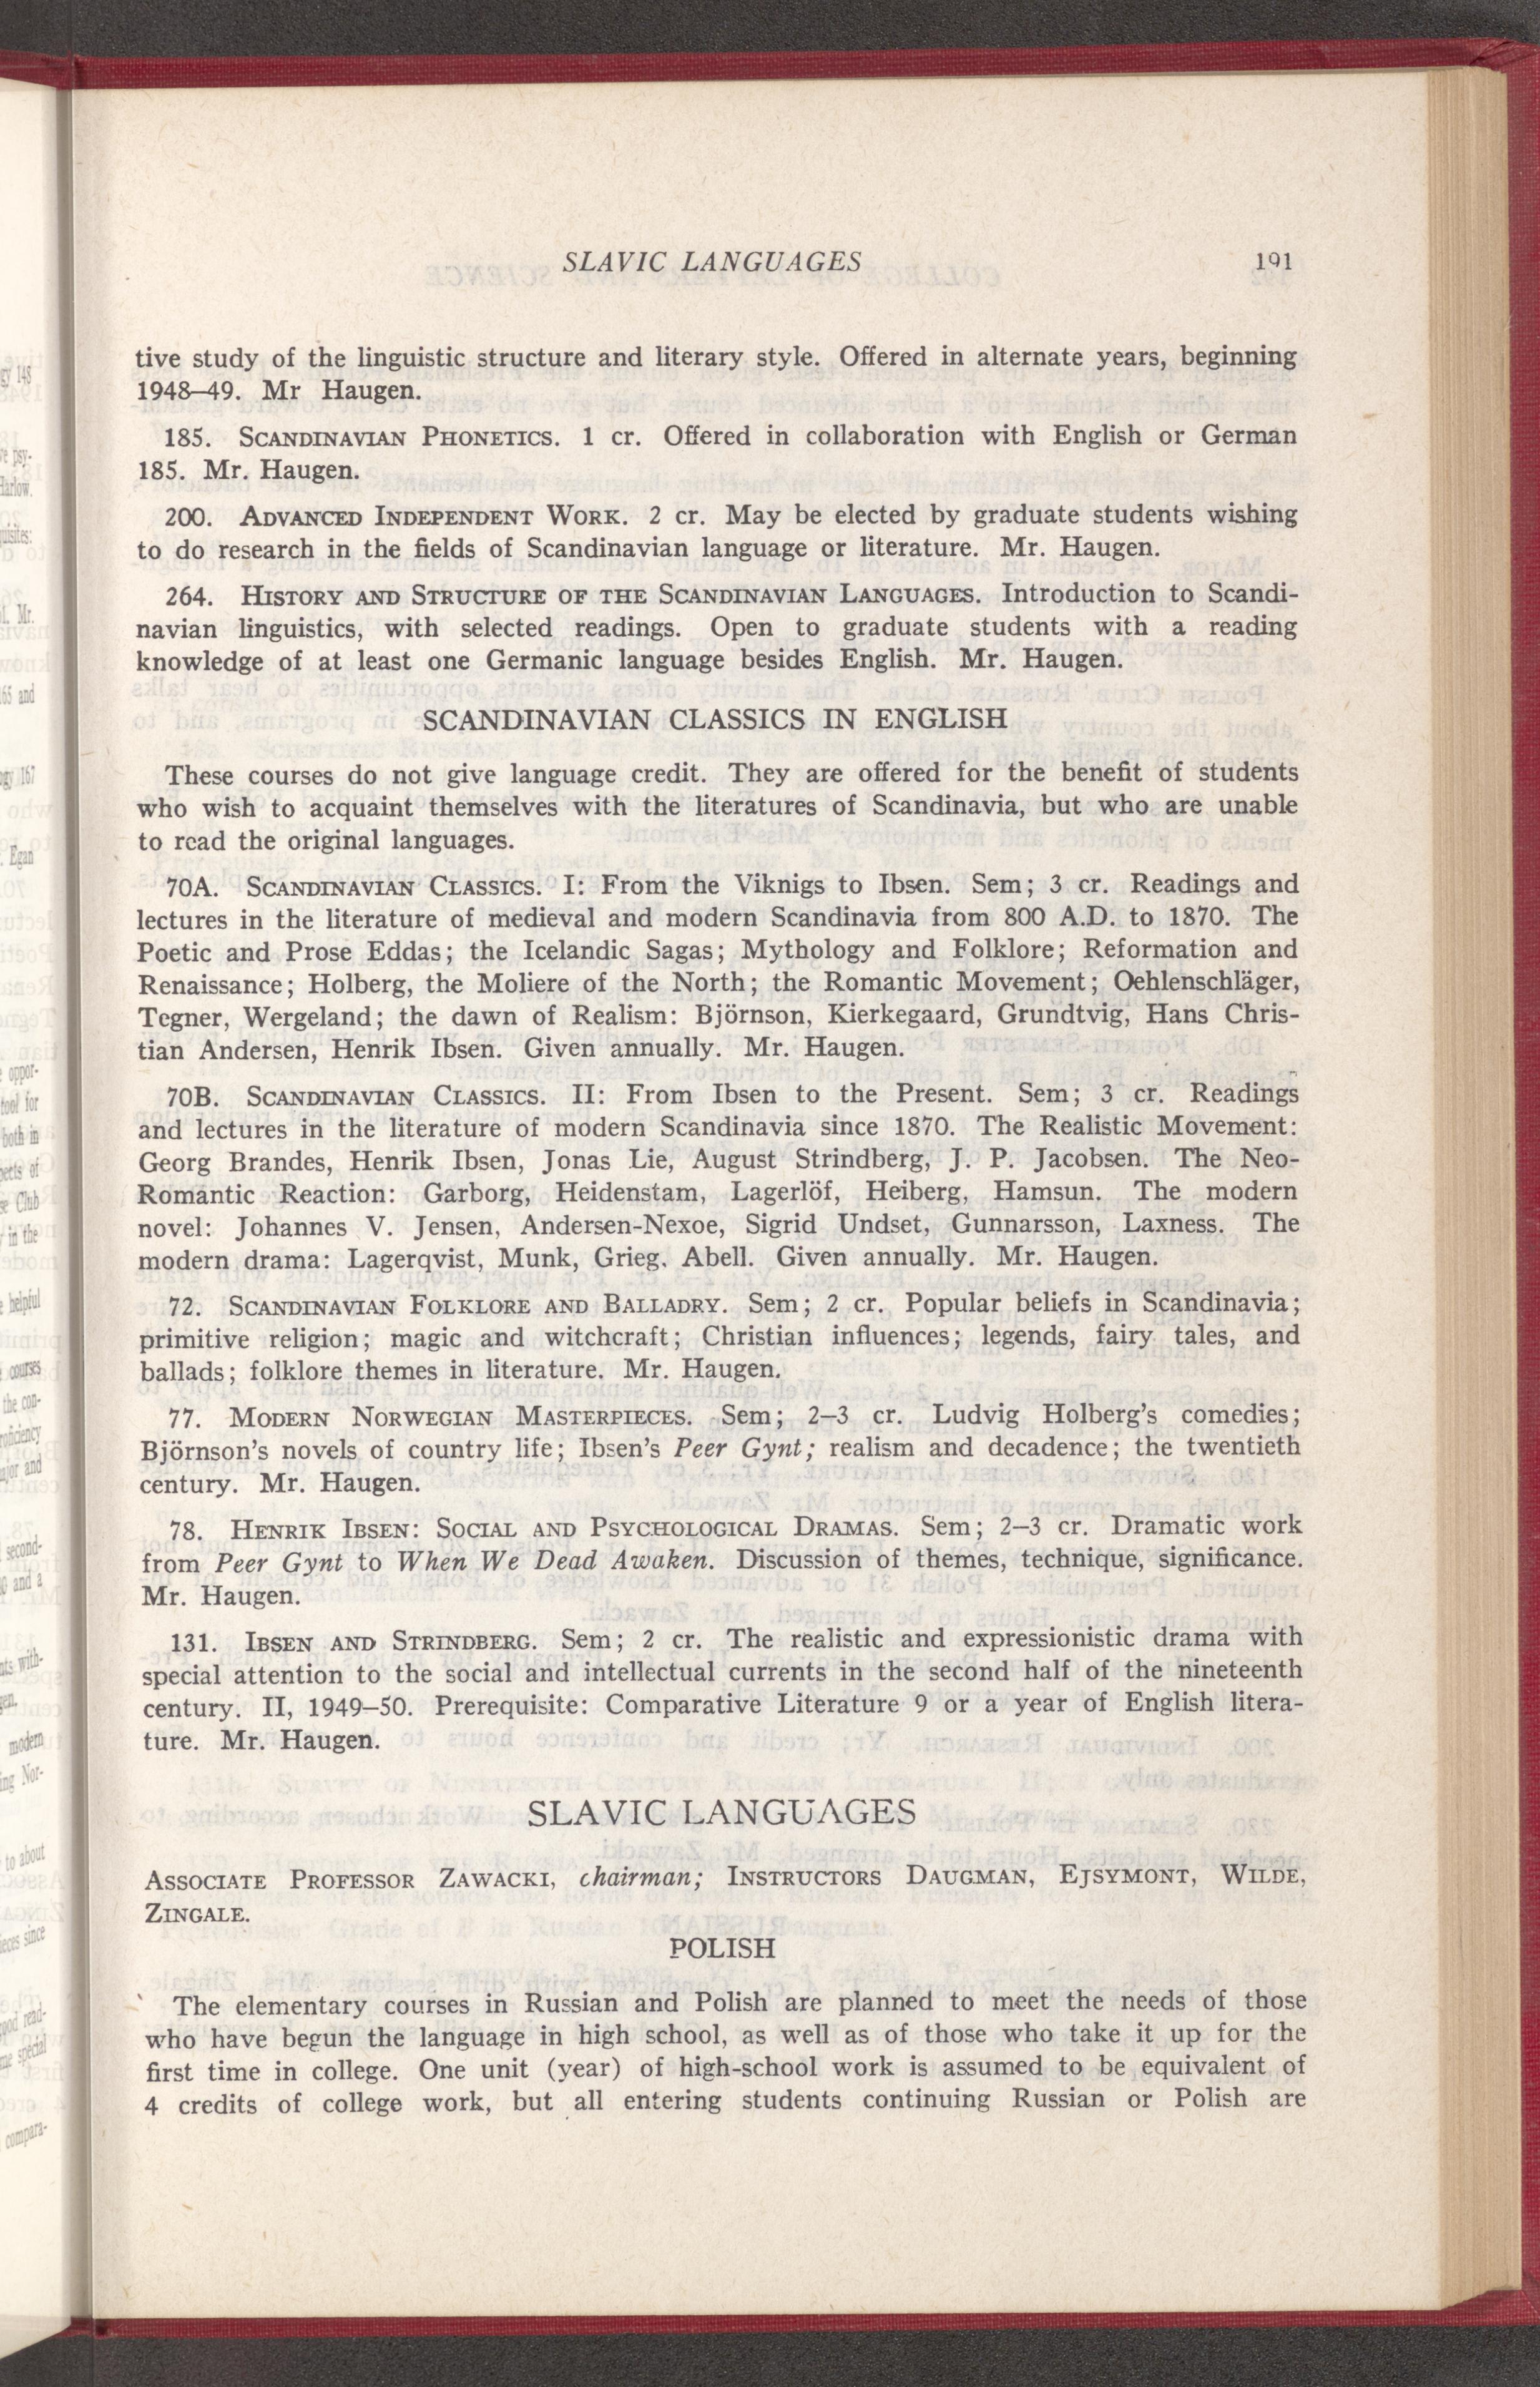 SLAVIC LANGUAGES 191
tive study of the linguistic structure and literary style. Offered in alternate years, beginning
1948–49. Mr Haugen.
185. SCANDINAVIAN PHONETICS. 1 cr. Offered in collaboration with English or German
185. Mr. Haugen.
200. ADVANCED INDEPENDENT WORK. 2 cr. May be elected by graduate students wishing
to do research in the fields of Scandinavian language or literature. Mr. Haugen.
264. HISTORY AND STRUCTURE OF THE SCANDINAVIAN LANGUAGES. Introduction to Scandi-
navian linguistics, with selected readings. Open to graduate students with a reading
knowledge of at least one Germanic language besides English. Mr. Haugen.
SCANDINAVIAN CLASSICS IN ENGLISH
These courses do not give language credit. They are offered for the benefit of students
who wish to acquaint themselves with the literatures of Scandinavia, but who are unable
to read the original languages.
70A. SCANDINAVIAN CLASSICS. I: From the Viknigs to Ibsen. Sem; 3 cr. Readings and
lectures in the literature of medieval and modern Scandinavia from 800 A.D. to 1870. The
Poetic and Prose Eddas; the Icelandic Sagas; Mythology and Folklore; Reformation and
Renaissance; Holberg, the Moliere of the North; the Romantic Movement; Oehlenschläger,
Tegner, Wergeland; the dawn of Realism: Björnson, Kierkegaard, Grundtvig, Hans Chris-
tian Andersen, Henrik Ibsen. Given annually. Mr. Haugen.
70B. SCANDINAVIAN CLASSICS. II: From Ibsen to the Present. Sem; 3 cr. Readings
and lectures in the literature of modern Scandinavia since 1870. The Realistic Movement:
Georg Brandes, Henrik Ibsen, Jonas Lie, August Strindberg, J. P. Jacobsen. The Neo-
Romantic Reaction: Garborg, Heidenstam, Lagerlöf, Heiberg, Hamsun. The modern
novel: Johannes V. Jensen, Andersen-Nexoe, Sigrid Undset, Gunnarsson, Laxness. The
modern drama: Lagerqvist, Munk, Grieg. Abell. Given annually. Mr. Haugen.
72. SCANDINAVIAN FOLKLORE AND BALLADRY. Sem; 2 cr. Popular beliefs in Scandinavia;
primitive religion; magic and witchcraft; Christian influences; legends, fairy tales, and
ballads; folklore themes in literature. Mr. Haugen.
77. MODERN NORWEGIAN MASTERPIECES. Sem; 2–3 cr. Ludvig Holberg's comedies;
Björnson's novels of country life; Ibsen's Peer Gynt; realism and decadence; the twentieth
century. Mr. Haugen.
78. HENRIK IBSEN: SOCIAL AND PSYCHOLOGICAL DRAMAS. Sem; 2–3 cr. Dramatic work
from Peer Gynt to When We Dead Awaken. Discussion of themes, technique, significance.
Mr. Haugen.
131. IBSEN AND STRINDBERG. Sem; 2 cr. The realistic and expressionistic drama with
special attention to the social and intellectual currents in the second half of the nineteenth
century. II, 1949–50. Prerequisite: Comparative Literature 9 or a year of English litera-
ture. Mr. Haugen.
SLAVIC LANGUAGES
ASSOCIATE PROFESSOR ZAWACKI, chairman; INSTRUCTORS DAUGMAN, EJSYMONT, WILDE,
ZINGALE.
POLISH
The elementary courses in Russian and Polish are planned to meet the needs of those
who have begun the language in high school, as well as of those who take it up for the
first time in college. One unit (year) of high-school work is assumed to be equivalent of
4 credits of college work, but all entering students continuing Russian or Polish are